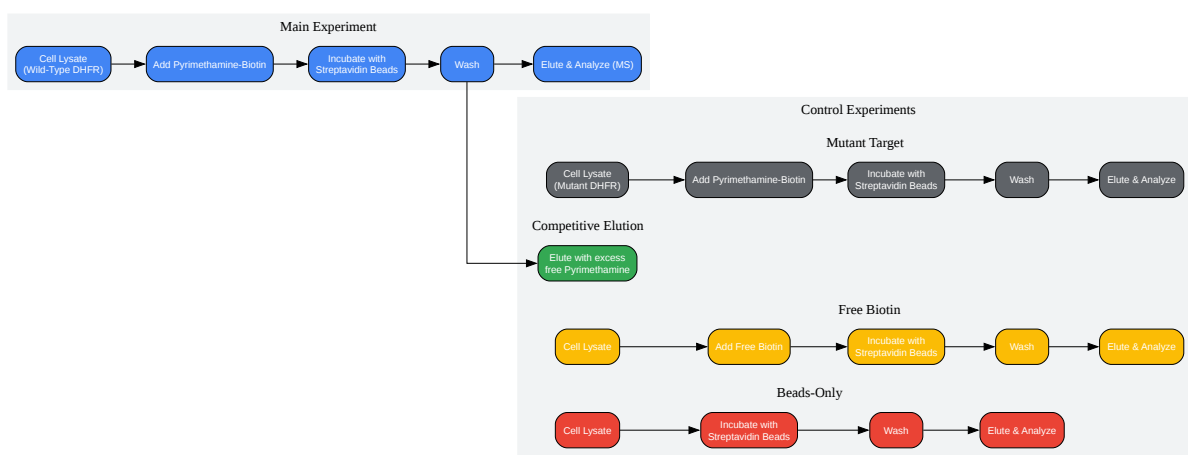 Main Experiment
Cell Lysate
(Wild-Type DHFR)
Add Pyrimethamine-Biotin
Incubate with
Streptavidin Beads
Wash
Elute & Analyze (MS)
Control Experiments
Mutant Target
Cell Lysate
(Mutant DHFR)
Add Pyrimethamine-Biotin
Incubate with
Streptavidin Beads
Wash
Elute & Analyze
Competitive Elution
Elute with excess
free Pyrimethamine
Free Biotin
Cell Lysate
Add Free Biotin
Incubate with
Streptavidin Beads
Wash
Elute & Analyze
Beads-Only
Cell Lysate
Incubate with
Streptavidin Beads
Wash
Elute & Analyze